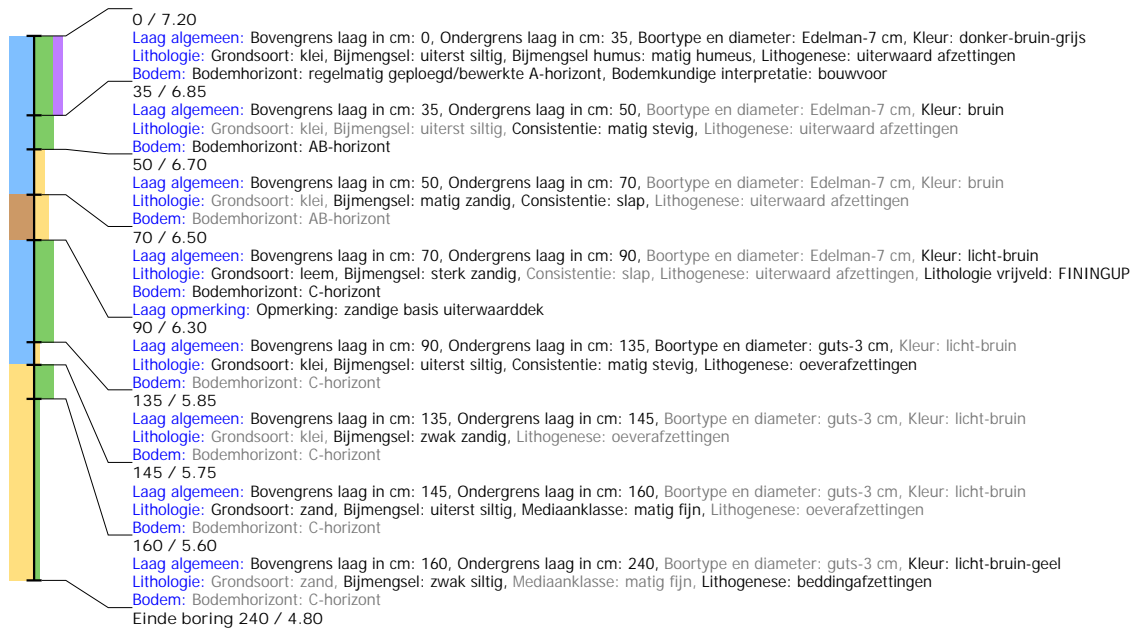 0 / 7.20
Laag algemeen: Bovengrens laag in cm: 0, Ondergrens laag in cm: 35, Boortype en diameter: Edelman-7 cm, Kleur: donker-bruin-grijs
Lithologie: Grondsoort: klei, Bijmengsel: uiterst siltig, Bijmengsel humus: matig humeus, Lithogenese: uiterwaard afzettingen
Bodem: Bodemhorizont: regelmatig geploegd/bewerkte A-horizont, Bodemkundige interpretatie: bouwvoor
35 / 6.85
Laag algemeen: Bovengrens laag in cm: 35, Ondergrens laag in cm: 50, Boortype en diameter: Edelman-7 cm, Kleur: bruin
Lithologie: Grondsoort: klei, Bijmengsel: uiterst siltig, Consistentie: matig stevig, Lithogenese: uiterwaard afzettingen
Bodem: Bodemhorizont: AB-horizont
50 / 6.70
Laag algemeen: Bovengrens laag in cm: 50, Ondergrens laag in cm: 70, Boortype en diameter: Edelman-7 cm, Kleur: bruin
Lithologie: Grondsoort: klei, Bijmengsel: matig zandig, Consistentie: slap, Lithogenese: uiterwaard afzettingen
Bodem: Bodemhorizont: AB-horizont
70 / 6.50
Laag algemeen: Bovengrens laag in cm: 70, Ondergrens laag in cm: 90, Boortype en diameter: Edelman-7 cm, Kleur: licht-bruin
Lithologie: Grondsoort: leem, Bijmengsel: sterk zandig, Consistentie: slap, Lithogenese: uiterwaard afzettingen, Lithologie vrijveld: FININGUP
Bodem: Bodemhorizont: C-horizont
Laag opmerking: Opmerking: zandige basis uiterwaarddek
90 / 6.30
Laag algemeen: Bovengrens laag in cm: 90, Ondergrens laag in cm: 135, Boortype en diameter: guts-3 cm, Kleur: licht-bruin
Lithologie: Grondsoort: klei, Bijmengsel: uiterst siltig, Consistentie: matig stevig, Lithogenese: oeverafzettingen
Bodem: Bodemhorizont: C-horizont
135 / 5.85
Laag algemeen: Bovengrens laag in cm: 135, Ondergrens laag in cm: 145, Boortype en diameter: guts-3 cm, Kleur: licht-bruin
Lithologie: Grondsoort: klei, Bijmengsel: zwak zandig, Lithogenese: oeverafzettingen
Bodem: Bodemhorizont: C-horizont
145 / 5.75
Laag algemeen: Bovengrens laag in cm: 145, Ondergrens laag in cm: 160, Boortype en diameter: guts-3 cm, Kleur: licht-bruin
Lithologie: Grondsoort: zand, Bijmengsel: uiterst siltig, Mediaanklasse: matig fijn, Lithogenese: oeverafzettingen
Bodem: Bodemhorizont: C-horizont
160 / 5.60
Laag algemeen: Bovengrens laag in cm: 160, Ondergrens laag in cm: 240, Boortype en diameter: guts-3 cm, Kleur: licht-bruin-geel
Lithologie: Grondsoort: zand, Bijmengsel: zwak siltig, Mediaanklasse: matig fijn, Lithogenese: beddingafzettingen
Bodem: Bodemhorizont: C-horizont
Einde boring 240 / 4.80